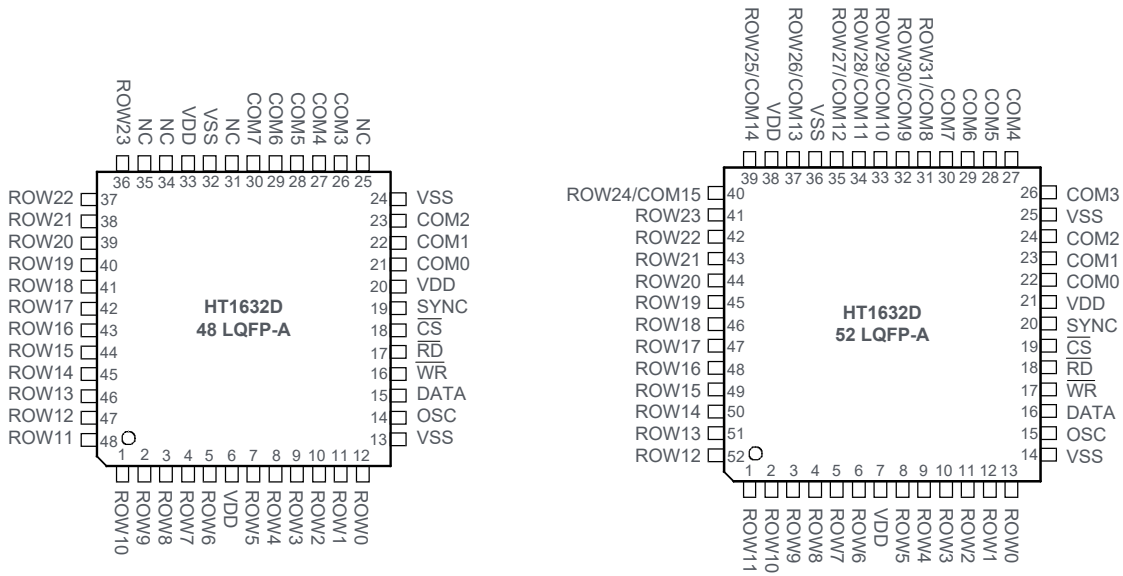 ROW23
NC
NC
VDD
VSS
NC
COM7
COM6
COM5
COM4
COM3
NC
36 35 34 33 32 31 30 29 28 27 26 25
ROW22 37
ROW21 38
ROW20 39
ROW19 40
ROW18 41
ROW17 42
ROW16 43
ROW15 44
ROW14 45
ROW13 46
ROW12 47
ROW11 48
HT1632D
48 LQFP-A
24 VSS
23 COM2
22 COM1
21 COM0
20 VDD
19 SYNC
18 CS
17 RD
16 WR
15 DATA
14 OSC
13 VSS
1 2 3 4 5 6 7 8 9 10 11 12
ROW10
ROW9
ROW8
ROW7
ROW6
VDD
ROW5
ROW4
ROW3
ROW2
ROW1
ROW0
ROW25/COM14
VDD
ROW26/COM13
VSS
ROW27/COM12
ROW28/COM11
ROW29/COM10
ROW30/COM9
ROW31/COM8
COM7
COM6
COM5
COM4
39 38 37 36 35 34 33 32 31 30 29 28 27
ROW24/COM15 40
ROW23 41
ROW22 42
ROW21 43
ROW20 44
ROW19 45
ROW18 46
ROW17 47
ROW16 48
ROW15 49
ROW14 50
ROW13 51
ROW12 52
HT1632D
52 LQFP-A
26 COM3
25 VSS
24 COM2
23 COM1
22 COM0
21 VDD
20 SYNC
19 CS
18 RD
17 WR
16 DATA
15 OSC
14 VSS
1 2 3 4 5 6 7 8 9 10 11 12 13
ROW11
ROW10
ROW9
ROW8
ROW7
ROW6
VDD
ROW5
ROW4
ROW3
ROW2
ROW1
ROW0